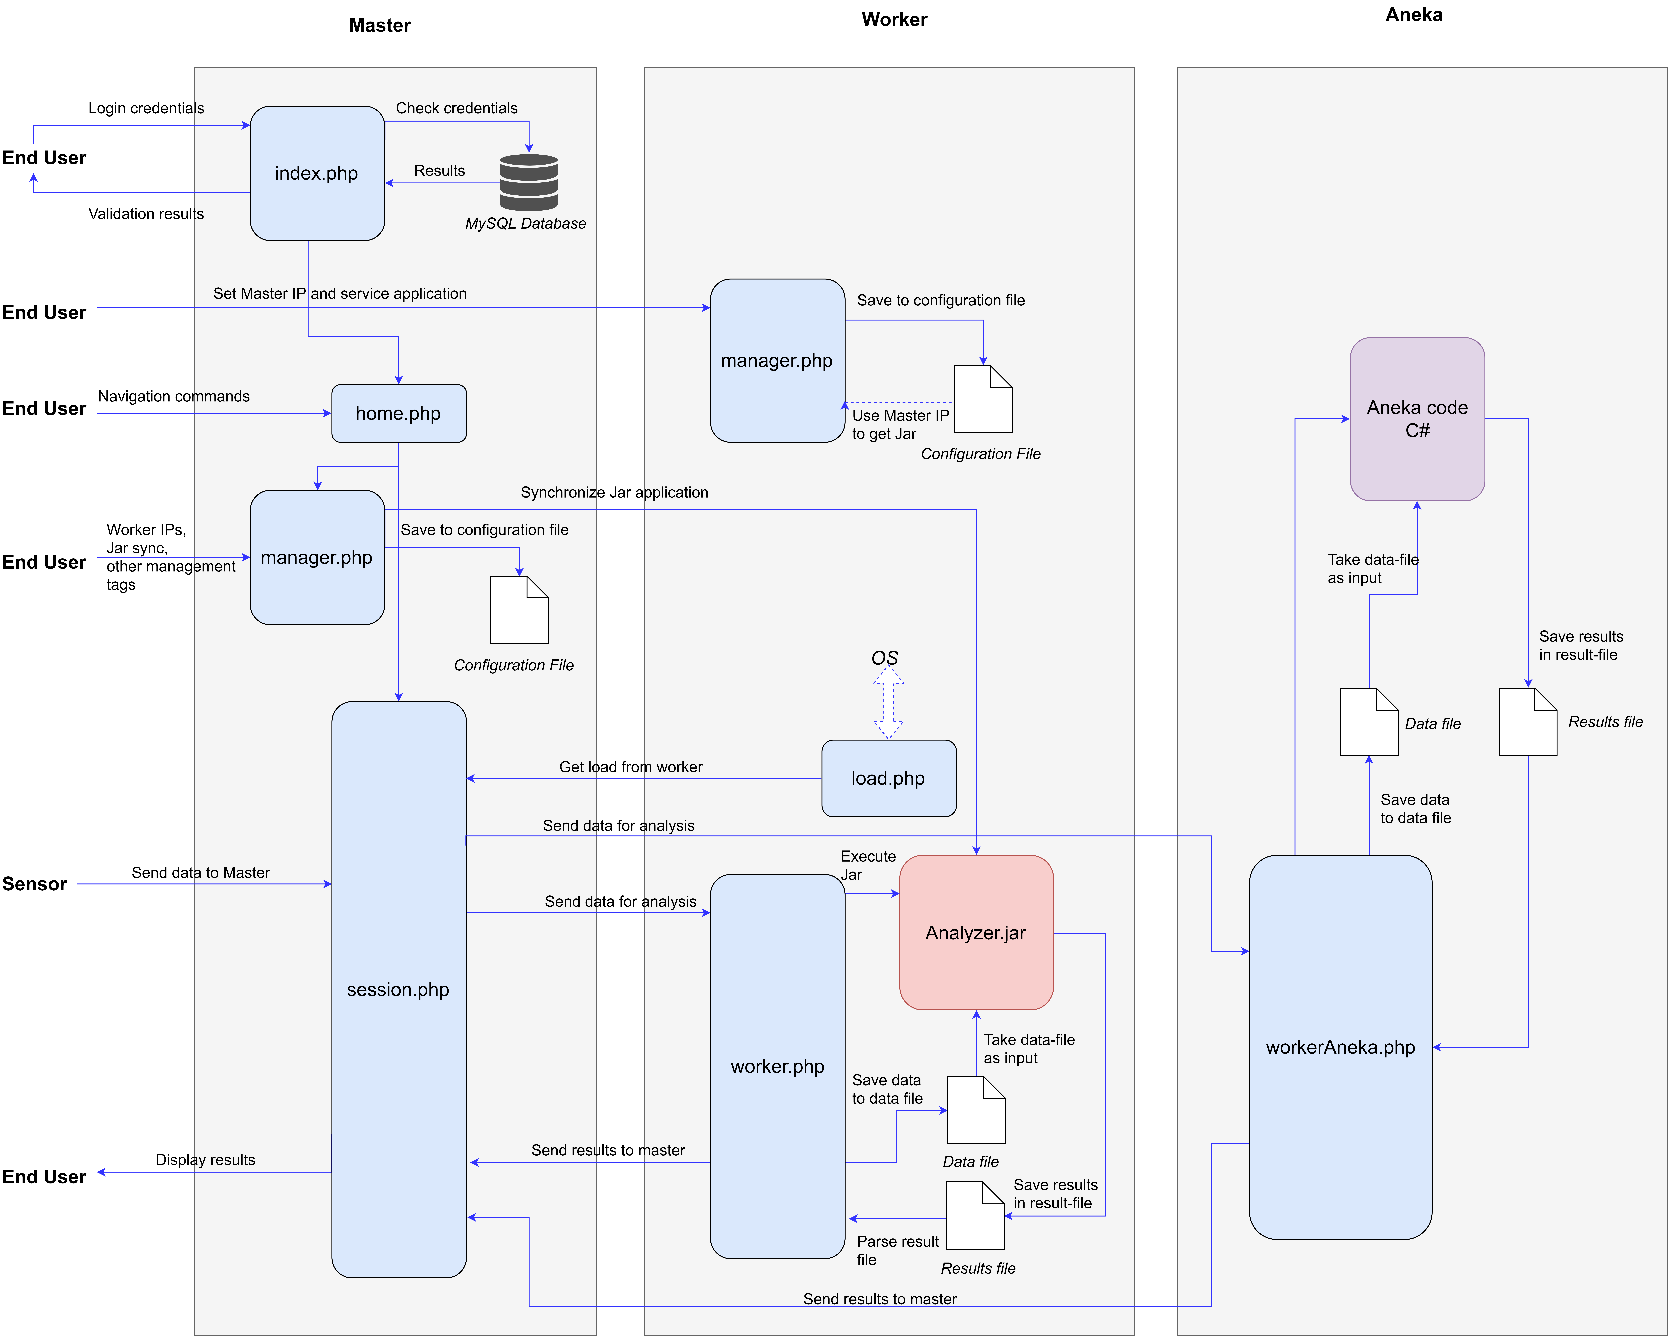 Master
Worker
Aneka
Login credentials
Check credentials
End User
index.php
Results
Validation results
MySQL Database
End User
Set Master IP and service application
Save to configuration file
manager.php
Use Master IP
to get Jar
Configuration File
Aneka code
C#
End User
Navigation commands
home.php
Synchronize Jar application
End User
Worker IPs,
Jar sync,
other management
tags
manager.php
Save to configuration file
Configuration File
Take data-file
as input
Save results
in result-file
OS
Data file
Results file
load.php
Get load from worker
Save data
to data file
Send data for analysis
Execute
Jar
Sensor
Send data to Master
Send data for analysis
Analyzer.jar
session.php
worker.php
workerAneka.php
Take data-file
as input
Save data
to data file
Data file
End User
Display results
Send results to master
Save results
in result-file
Parse result
file
Results file
Send results to master